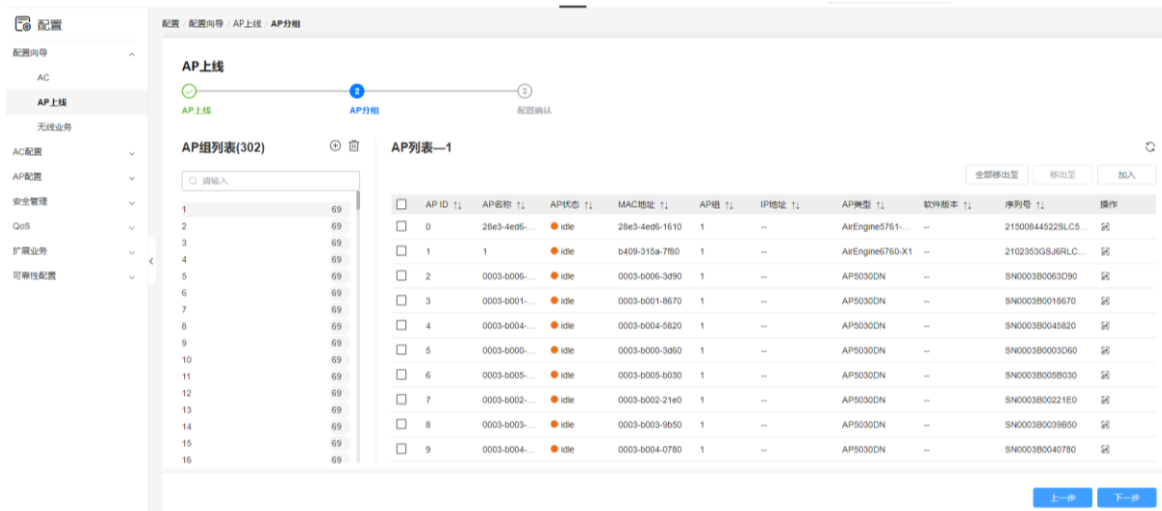 配置
配置向导
AC
AP上线
无线业务
AC配置
AP配置
安全管理
QoS
扩展业务
可靠性配置
配置 / 配置向导 / AP上线 / AP分组
AP上线
2 3
AP上线 AP分组 配置确认
AP组列表(302)
请输入
1 69
2 69
3 69
4 69
5 69
6 69
7 69
8 69
9 69
10 69
11 69
12 69
13 69
14 69
15 69
16 69
AP列表—1
全部移出至 移出至 加入
AP ID AP名称 AP状态 MAC地址 AP组 IP地址 AP类型 软件版本 序列号 操作
0 28e3-4ed6-... idle 28e3-4ed6-1610 1 -- AirEngine5761-... -- 21500844522SLC5...
1 1 idle b409-315a-7f80 1 -- AirEngine6760-X1 -- 2102353GSJ6RLC...
2 0003-b006-... idle 0003-b006-3d90 1 -- AP5030DN -- SN0003B0063D90
3 0003-b001-... idle 0003-b001-8670 1 -- AP5030DN -- SN0003B0018670
4 0003-b004-... idle 0003-b004-5820 1 -- AP5030DN -- SN0003B0045820
5 0003-b000-... idle 0003-b000-3d60 1 -- AP5030DN -- SN0003B0003D60
6 0003-b005-... idle 0003-b005-b030 1 -- AP5030DN -- SN0003B005B030
7 0003-b002-... idle 0003-b002-21e0 1 -- AP5030DN -- SN0003B00221E0
8 0003-b003-... idle 0003-b003-9b50 1 -- AP5030DN -- SN0003B0039B50
9 0003-b004-... idle 0003-b004-0780 1 -- AP5030DN -- SN0003B0040780
上一步 下一步